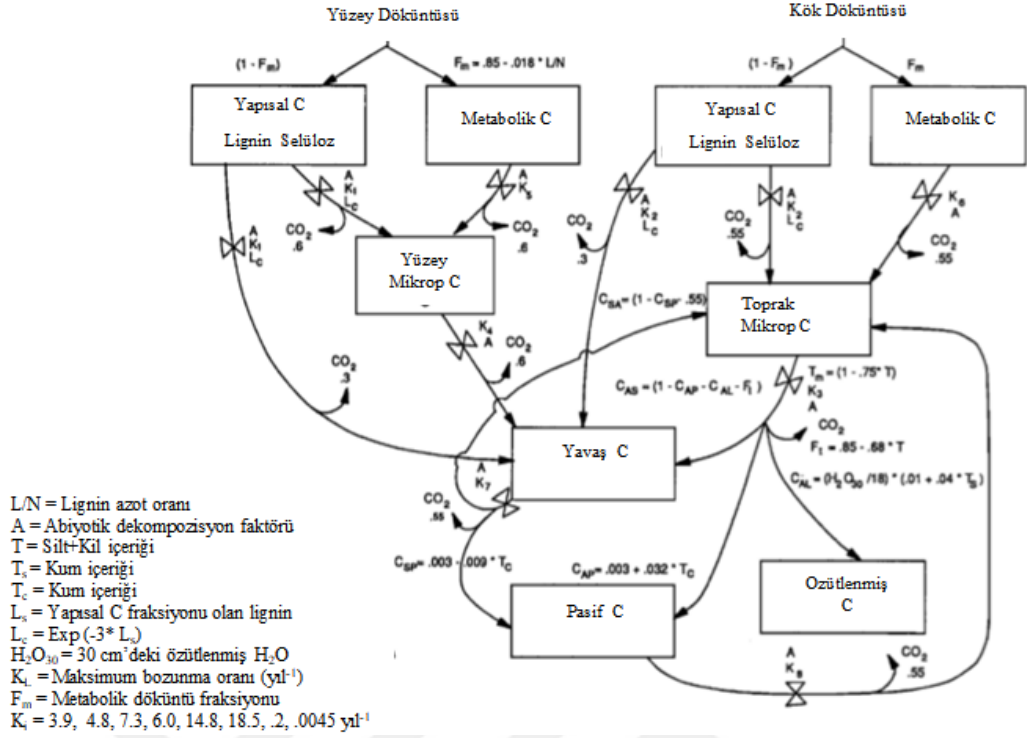 Yüzey Döküntüsü
Kök Döküntüsü
(1 - Fm)
Fm = .85 - .018 * L/N
(1 - Fm)
Fm
Yapısal C
Lignin Selüloz
Metabolik C
Yapısal C
Lignin Selüloz
Metabolik C
A
K1
LC
CO2
.6
A
K5
CO2
.6
A
K1
LC
A
K2
LC
CO2
.3
A
K2
LC
CO2
.55
K6
A
CO2
.55
Yüzey
Mikrop C
Toprak
Mikrop C
CSA = (1 - CSP - .55)
K4
A
CO2
.6
CO2
.3
CAS = (1 - CAP - CAL - Ft)
Tm = (1 - .75* T)
K3
A
CO2
Ft = .85 - .68 * T
Yavaş C
A
K7
CO2
.55
CAL = (H2O30 /18) * (.01 + .04 * TS)
CSP = .003 - .009 * TC
CAP = .003 + .032 * TC
Pasif C
Ozütlenmiş
C
A
K8
CO2
.55
L/N = Lignin azot oranı
A = Abiyotik dekompozisyon faktörü
T = Silt+Kil içeriği
Ts = Kum içeriği
Tc = Kum içeriği
Ls = Yapısal C fraksiyonu olan lignin
Lc = Exp (-3* Ls)
H2O30 = 30 cm'deki özütlenmiş H2O
KL = Maksimum bozunma oranı (yıl-1)
Fm = Metabolik döküntü fraksiyonu
Ki = 3.9, 4.8, 7.3, 6.0, 14.8, 18.5, .2, .0045 yıl-1